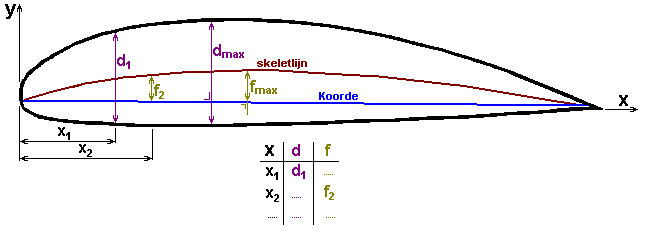 y
d1
dmax
skeletlijn
f2
fmax
Koorde
x
x1
x2
x d f
x1 d1 .....
x2 ..... f2
..... ..... .....